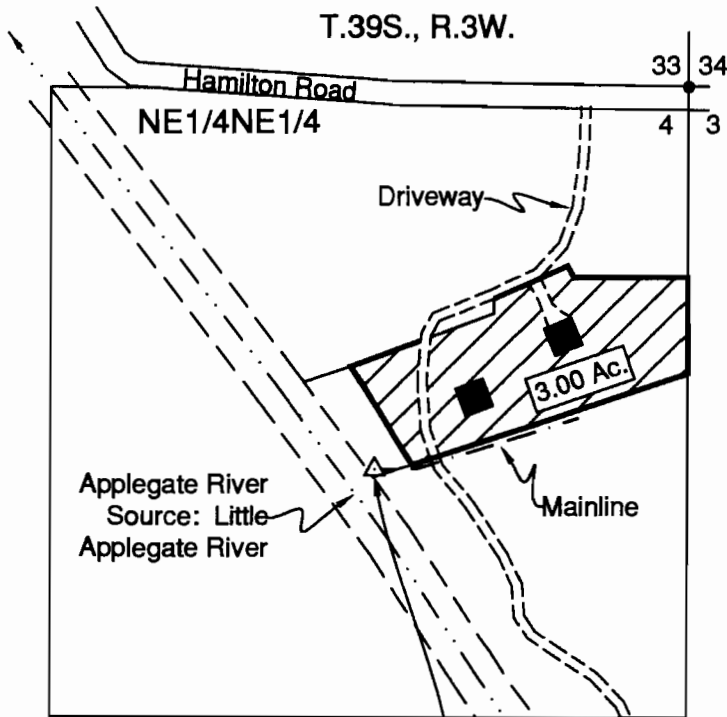 T.39S., R.3W.
33 34
Hamilton Road
NE1/4NE1/4
4 3
Driveway
3.00 Ac.
Applegate River
Source: Little
Applegate River
Mainline